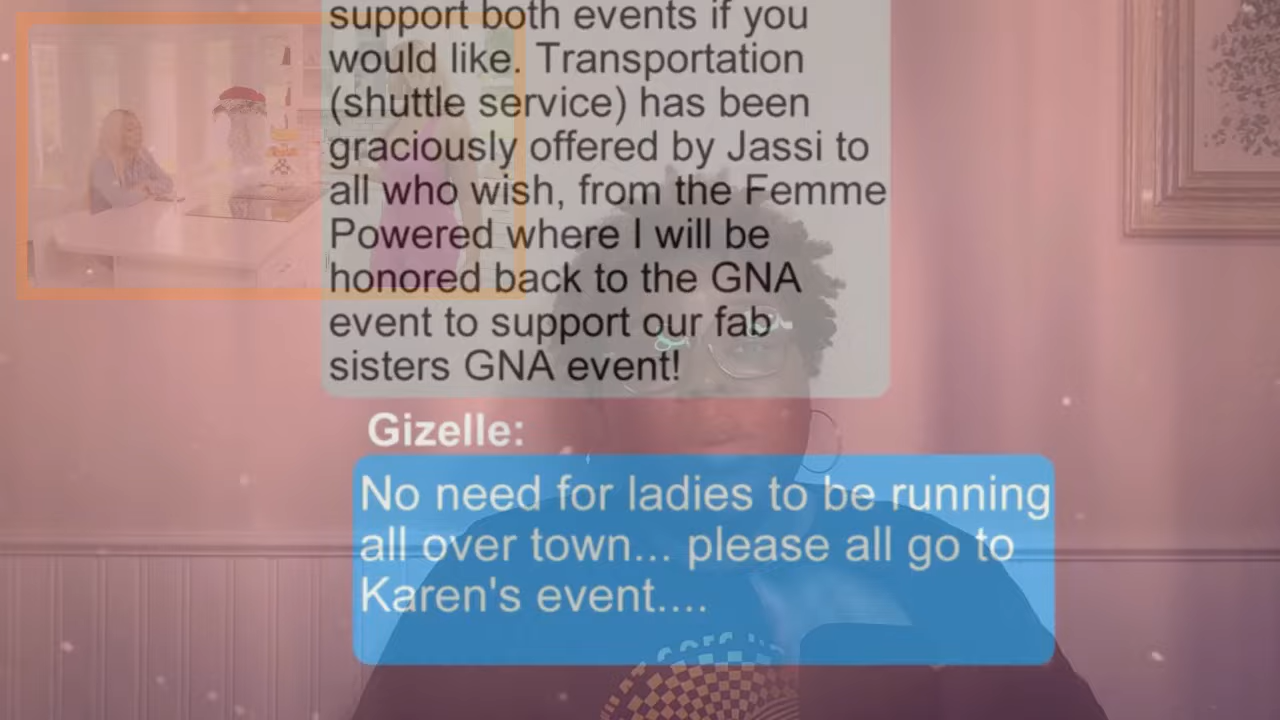 support both events if you
would like. Transportation
(shuttle service) has been
graciously offered by Jassi to
all who wish, from the Femme
Powered where I will be
honored back to the GNA
event to support our fab
sisters GNA event!
Gizelle:
No need for ladies to be running
all over town... please all go to
Karen's event....